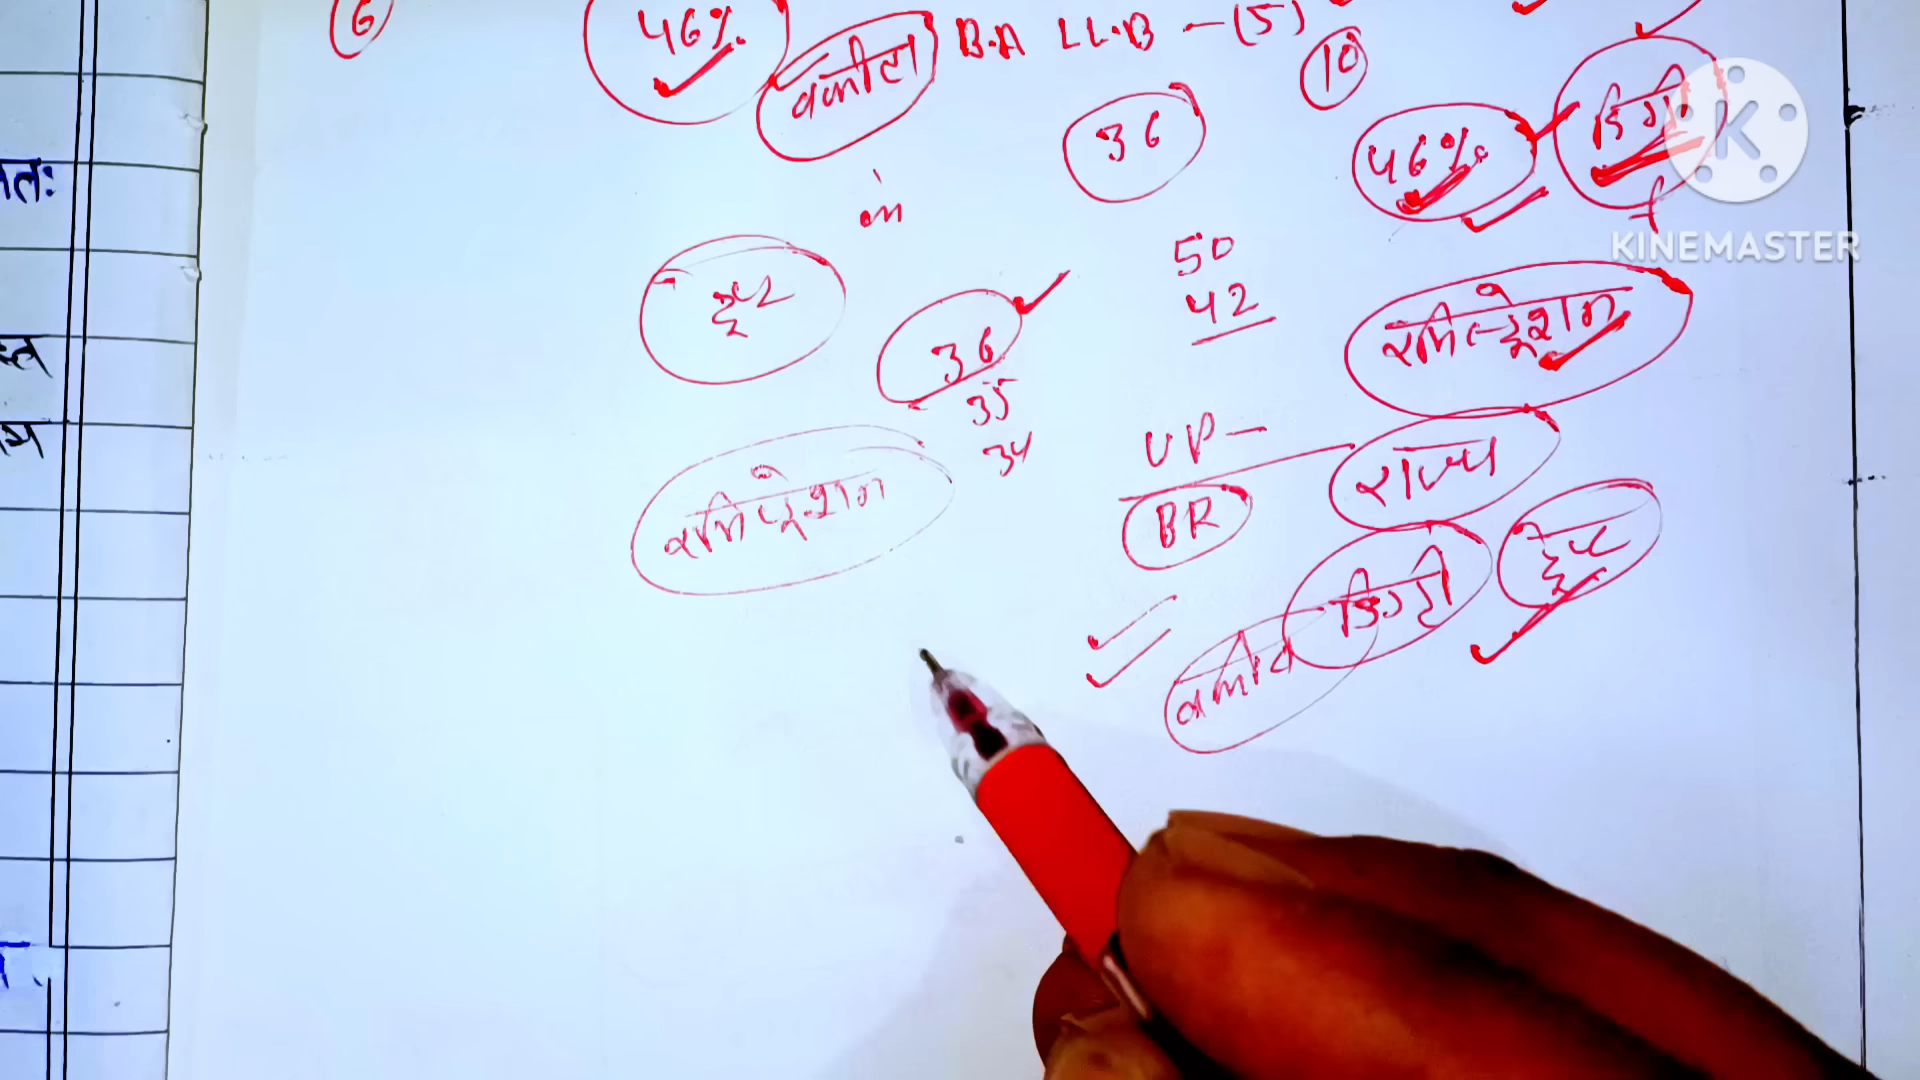 6
46%
वकील
B.A LL.B - (5)
10
36
46%
डिग्री
KINEMASTER
in
छूट
36
35
34
50
42
रजिस्ट्रेशन
रजिस्ट्रेशन
UP -
BR
राज्य
डिग्री
छूट
वकील